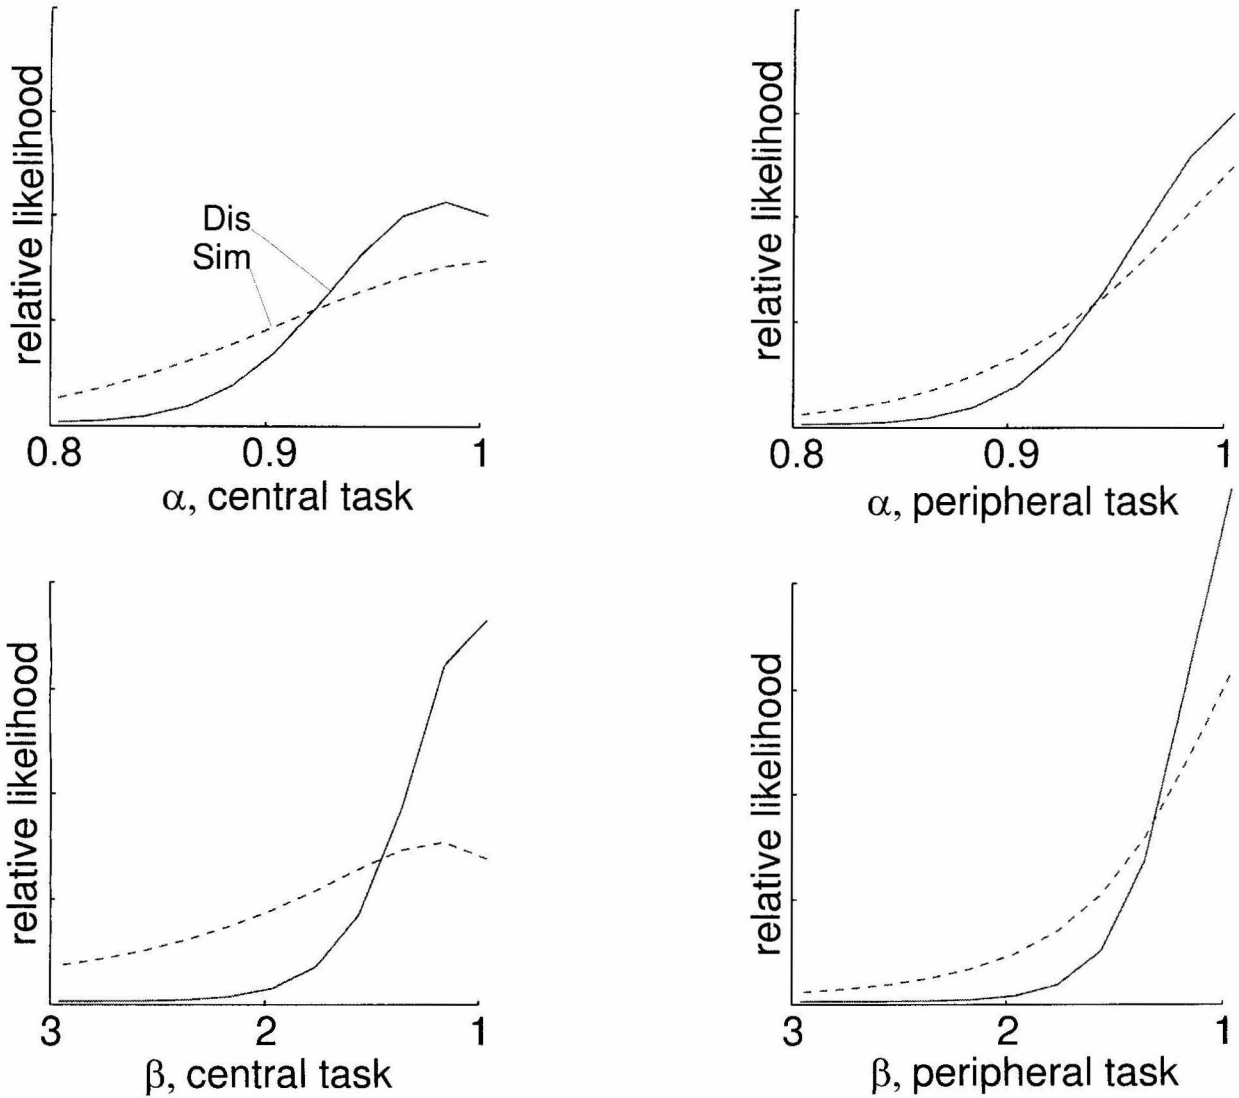 relative likelihood
Dis
Sim
0.8 0.9 1
α, central task
relative likelihood
0.8 0.9 1
α, peripheral task
relative likelihood
3 2 1
β, central task
relative likelihood
3 2 1
β, peripheral task